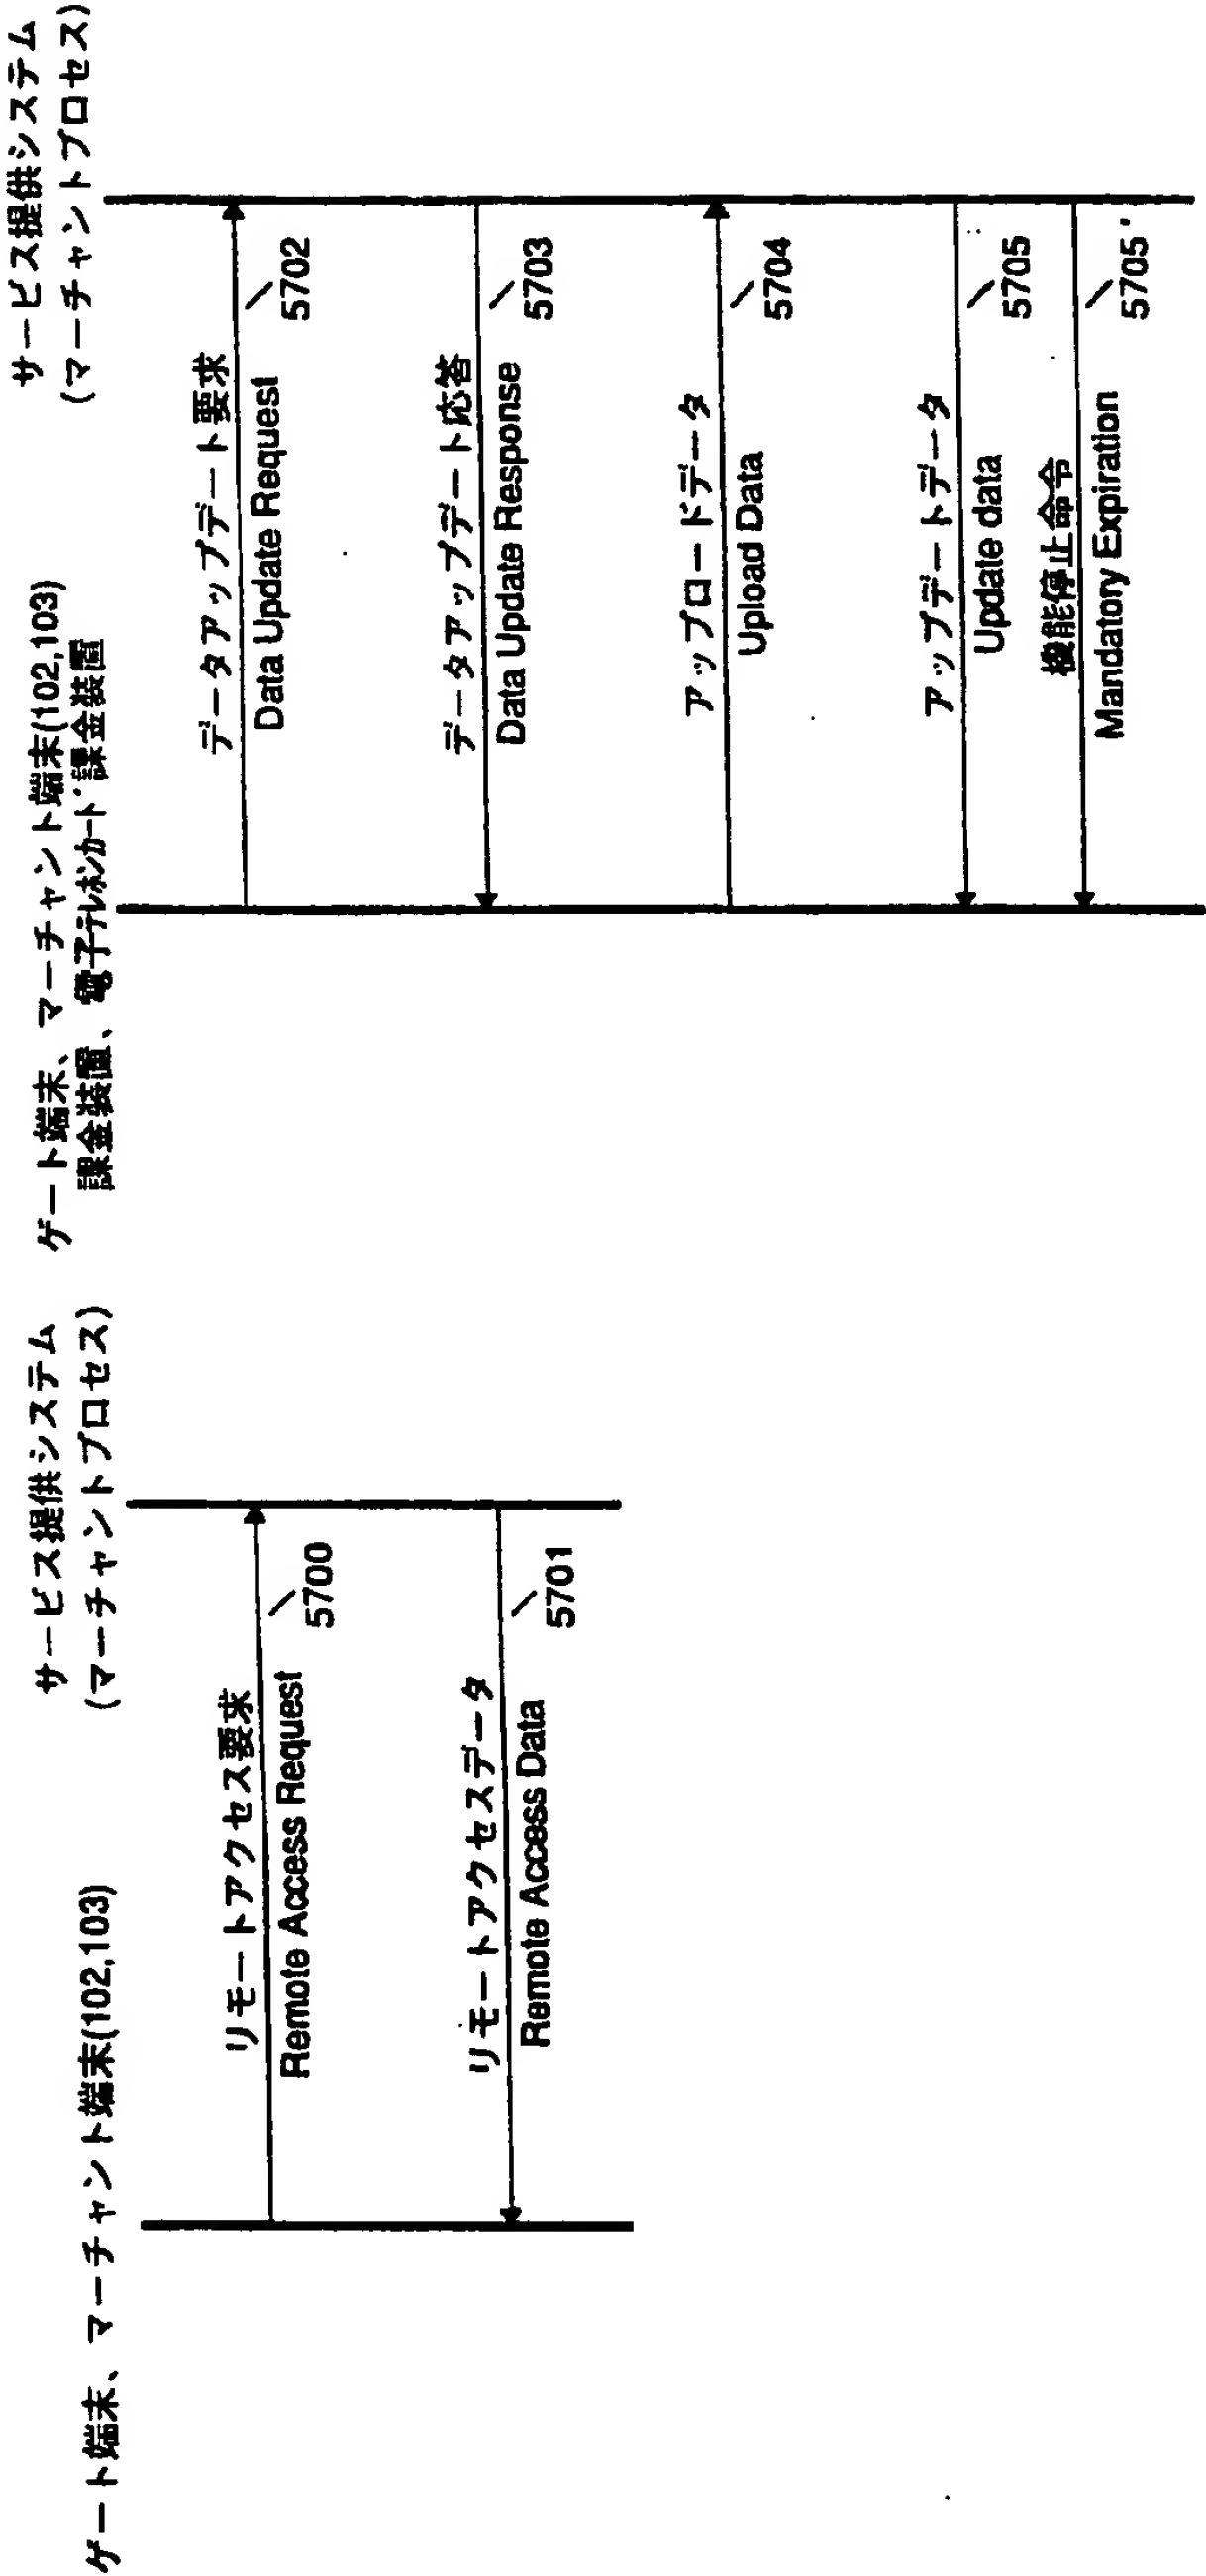 ゲート端末、マーチャント端末(102,103)
サービス提供システム
(マーチャントプロセス)
リモートアクセス要求
Remote Access Request
5700
リモートアクセスデータ
Remote Access Data
5701
ゲート端末、マーチャント端末(102,103)
課金装置、電子テレホンカード課金装置
サービス提供システム
(マーチャントプロセス)
データアップデート要求
Data Update Request
5702
データアップデート応答
Data Update Response
5703
アップロードデータ
Upload Data
5704
アップデートデータ
Update data
5705
機能停止命令
Mandatory Expiration
5705'